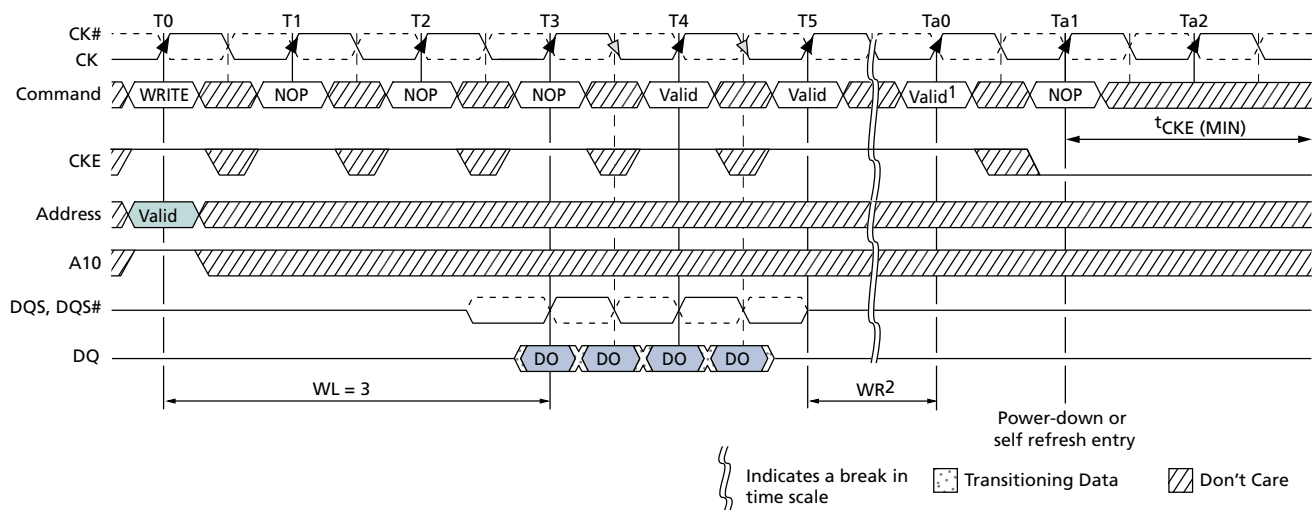 T0 T1 T2 T3 T4 T5 Ta0 Ta1 Ta2
CK#
CK
Command WRITE NOP NOP NOP Valid Valid Valid1 NOP
tCKE (MIN)
CKE
Address Valid
A10
DQS, DQS#
DQ DO DO DO DO
WL = 3 WR2
Power-down or
self refresh entry
Indicates a break in
time scale
Transitioning Data
Don't Care